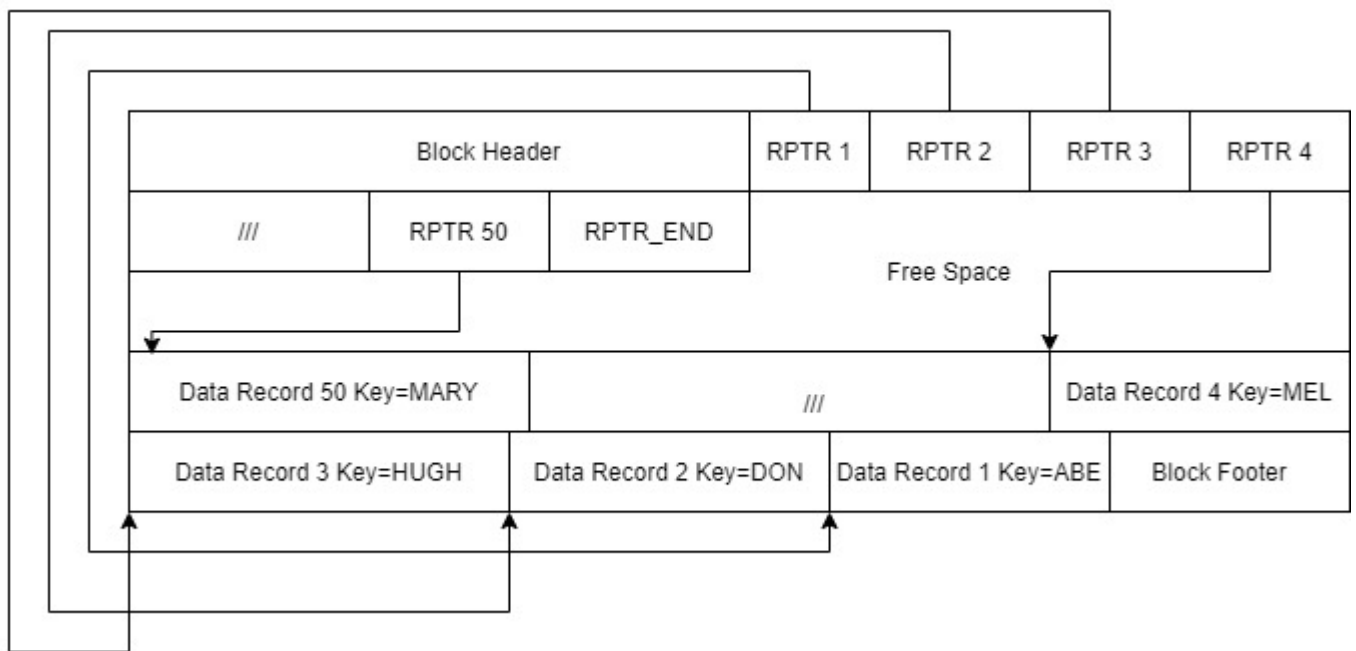 Block Header
RPTR 1
RPTR 2
RPTR 3
RPTR 4
///
RPTR 50
RPTR_END
Free Space
Data Record 50 Key=MARY
///
Data Record 4 Key=MEL
Data Record 3 Key=HUGH
Data Record 2 Key=DON
Data Record 1 Key=ABE
Block Footer